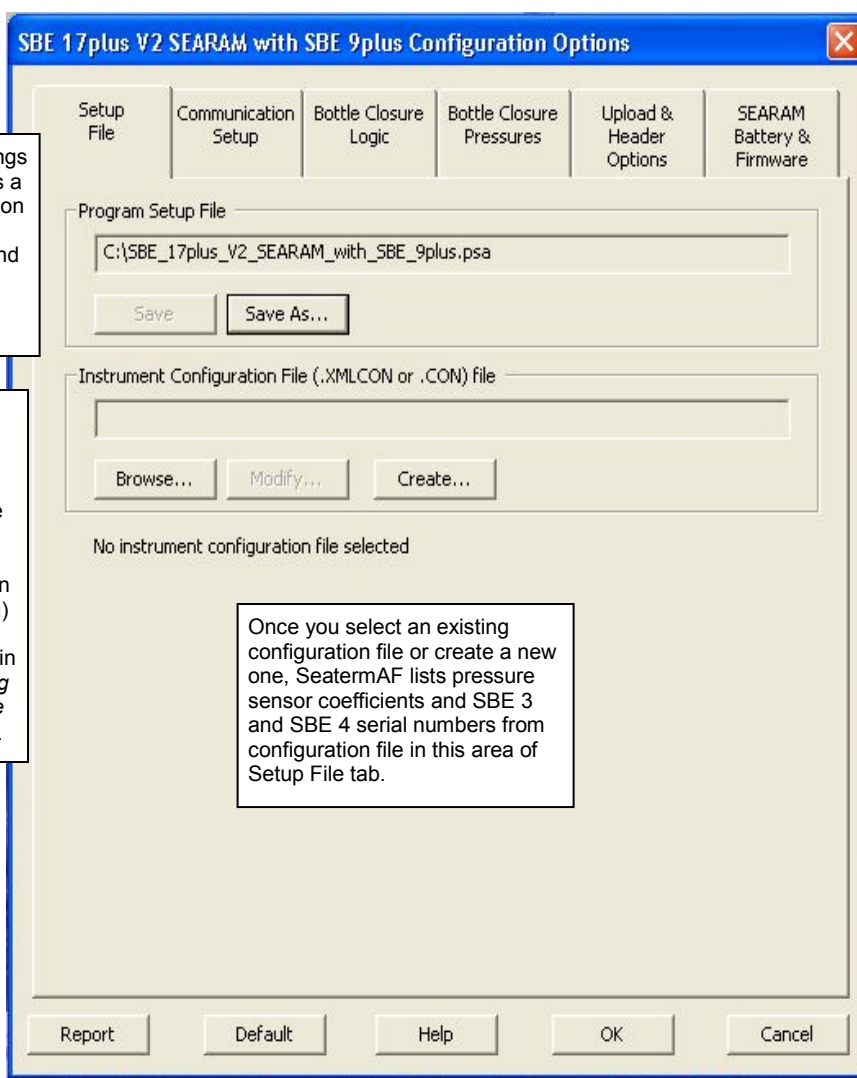 SBE 17plus V2 SEARAM with SBE 9plus Configuration Options
Setup
File
Communication
Setup
Bottle Closure
Logic
Bottle Closure
Pressures
Upload &
Header
Options
SEARAM
Battery &
Firmware
Program Setup File
C:\SBE_17plus_V2_SEARAM_with_SBE_9plus.psa
Save
Save As...
Instrument Configuration File (.XMLCON or .CON) file
Browse...
Modify...
Create...
No instrument configuration file selected
Once you select an existing
configuration file or create a new
one, SeatermAF lists pressure
sensor coefficients and SBE 3
and SBE 4 serial numbers from
configuration file in this area of
Setup File tab.
Report
Default
Help
OK
Cancel